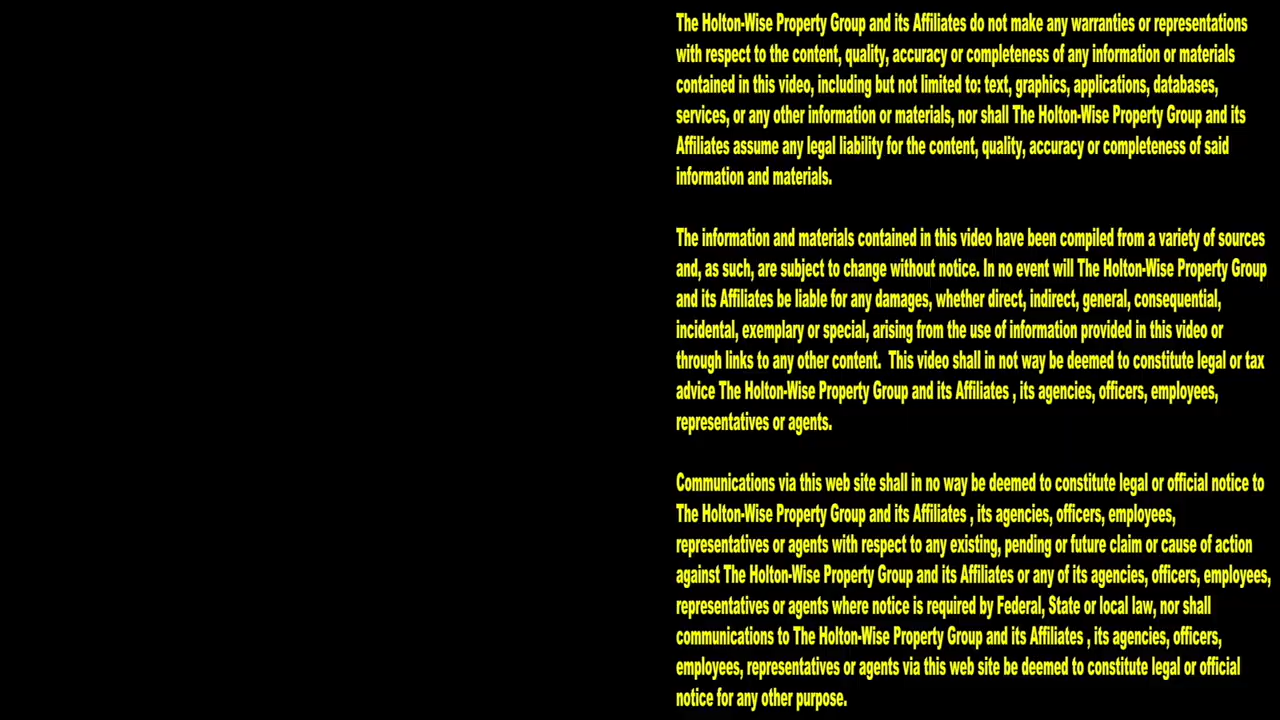 The Holton-Wise Property Group and its Affiliates do not make any warranties or representations
with respect to the content, quality, accuracy or completeness of any information or materials
contained in this video, including but not limited to: text, graphics, applications, databases,
services, or any other information or materials, nor shall The Holton-Wise Property Group and its
Affiliates assume any legal liability for the content, quality, accuracy or completeness of said
information and materials.
The information and materials contained in this video have been compiled from a variety of sources
and, as such, are subject to change without notice. In no event will The Holton-Wise Property Group
and its Affiliates be liable for any damages, whether direct, indirect, general, consequential,
incidental, exemplary or special, arising from the use of information provided in this video or
through links to any other content.  This video shall in not way be deemed to constitute legal or tax
advice The Holton-Wise Property Group and its Affiliates , its agencies, officers, employees,
representatives or agents.
Communications via this web site shall in no way be deemed to constitute legal or official notice to
The Holton-Wise Property Group and its Affiliates , its agencies, officers, employees,
representatives or agents with respect to any existing, pending or future claim or cause of action
against The Holton-Wise Property Group and its Affiliates or any of its agencies, officers, employees,
representatives or agents where notice is required by Federal, State or local law, nor shall
communications to The Holton-Wise Property Group and its Affiliates , its agencies, officers,
employees, representatives or agents via this web site be deemed to constitute legal or official
notice for any other purpose.